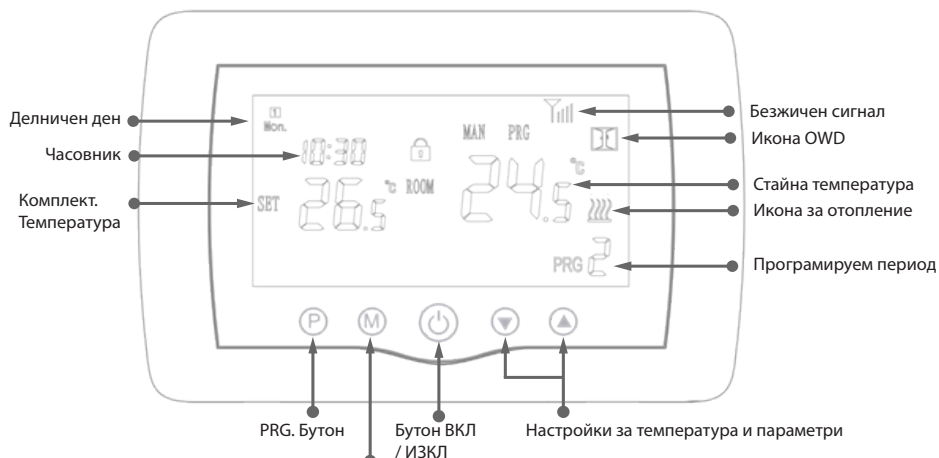 Делничен ден
Часовник
Комплект.
Температура
1
Mon.
10:30
SET
26.5
°C
ROOM
MAN PRG
24.5
°C
PRG 2
Безжичен сигнал
Икона OWD
Стайна температура
Икона за отопление
Програмируем период
P
M
PRG. Бутон
Бутон ВКЛ
/ ИЗКЛ
Настройки за температура и параметри